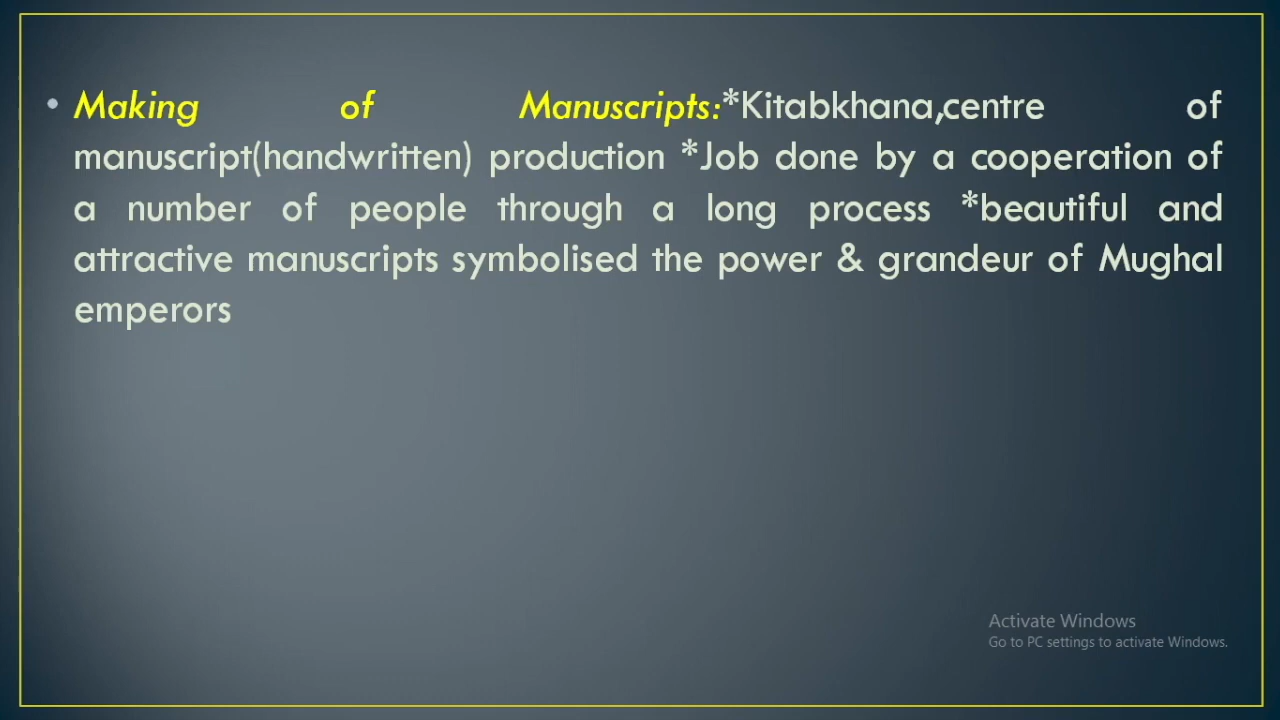 • Making of Manuscripts:*Kitabkhana,centre of
manuscript(handwritten) production *Job done by a cooperation of
a number of people through a long process *beautiful and
attractive manuscripts symbolised the power & grandeur of Mughal
emperors
Activate Windows
Go to PC settings to activate Windows.